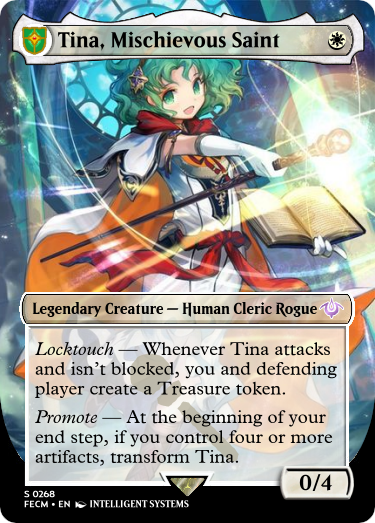 Tina, Mischievous Saint
Legendary Creature — Human Cleric Rogue
Locktouch — Whenever Tina attacks
and isn't blocked, you and defending
player create a Treasure token.
Promote — At the beginning of your
end step, if you control four or more
artifacts, transform Tina.
0/4
S 0268
FECM • EN INTELLIGENT SYSTEMS